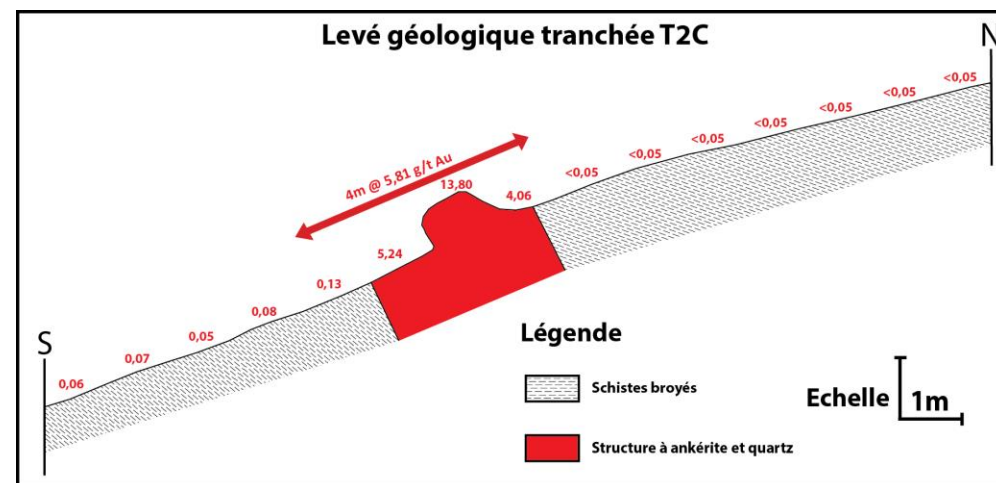 Levé géologique tranchée T2C
N
<0,05
<0,05
<0,05
<0,05
<0,05
<0,05
<0,05
4m @ 5,81 g/t Au
13,80
4,06
5,24
0,13
0,08
0,05
0,07
0,06
S
Légende
Schistes broyés
Structure à ankérite et quartz
Echelle
1m